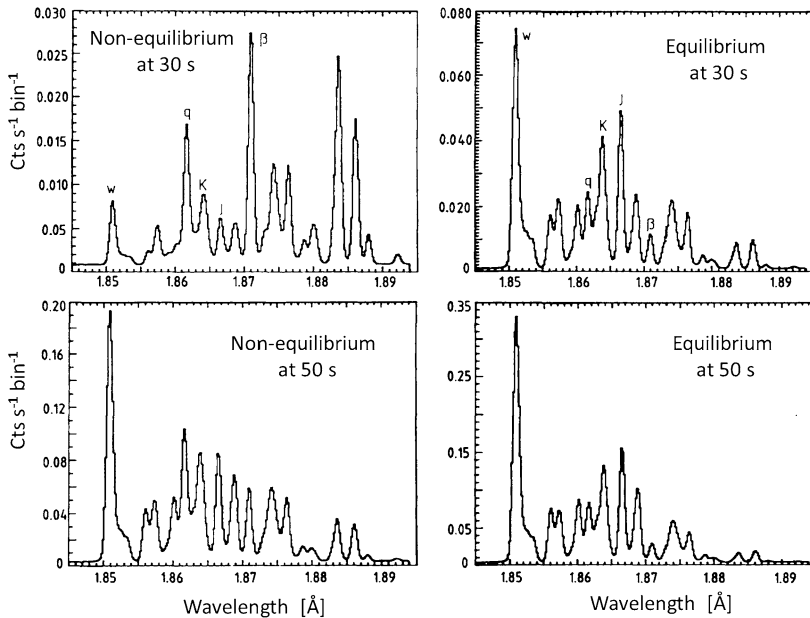 Non-equilibrium
at 30 s
Cts s⁻¹ bin⁻¹
0.030
0.025
0.020
0.015
0.010
0.05
0
w
q
K
J
β
1.85
1.86
1.87
1.88
1.89
Equilibrium
at 30 s
0.080
0.060
0.040
0.020
0
w
q
K
J
β
1.85
1.86
1.87
1.88
1.89
Non-equilibrium
at 50 s
Cts s⁻¹ bin⁻¹
0.20
0.16
0.12
0.08
0.04
0
1.85
1.86
1.87
1.88
1.89
Wavelength [Å]
Equilibrium
at 50 s
0.35
0.25
0.15
0.05
0
1.85
1.86
1.87
1.88
1.89
Wavelength [Å]